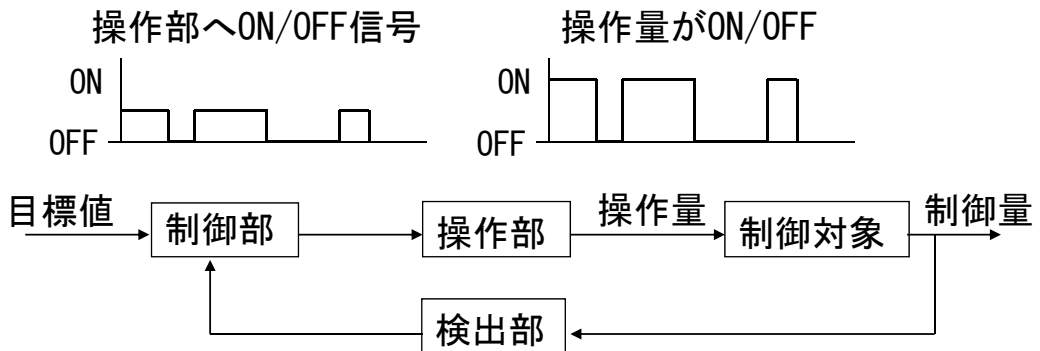 操作部へON/OFF信号
操作量がON/OFF
ON
OFF
ON
OFF
目標値
制御部
操作部
操作量
制御対象
制御量
検出部